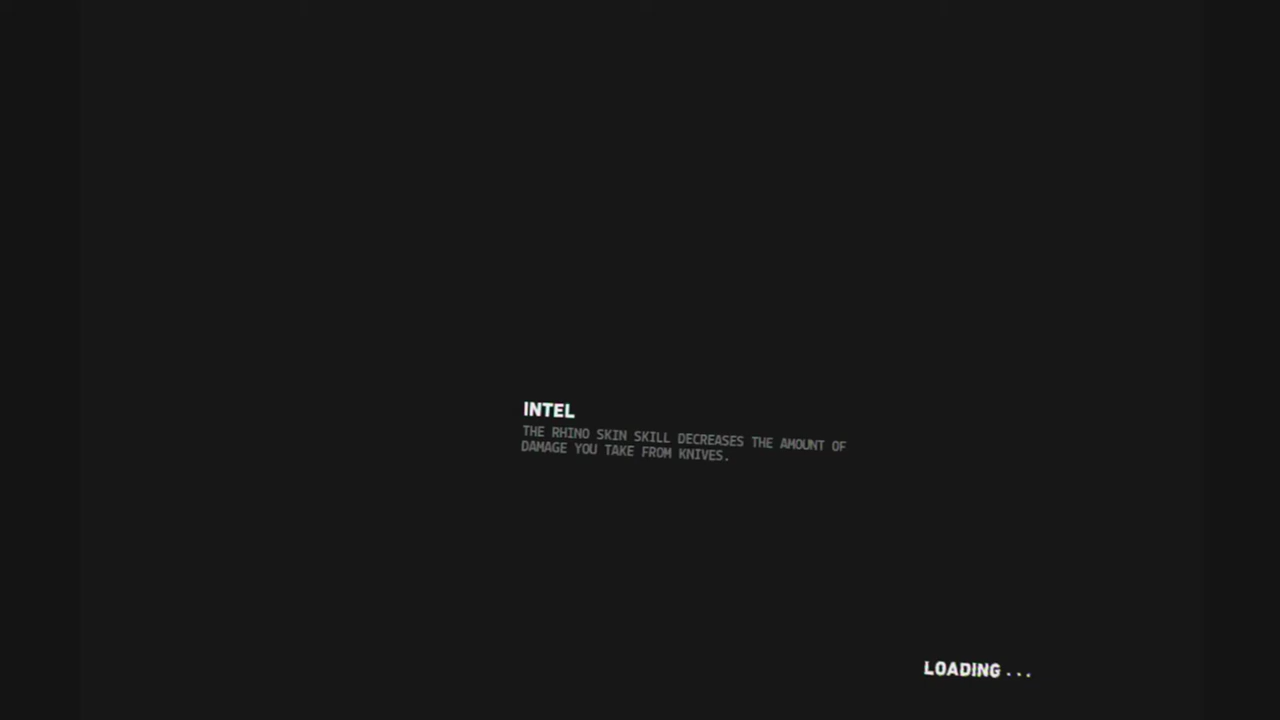 INTEL
THE RHINO SKIN SKILL DECREASES THE AMOUNT OF
DAMAGE YOU TAKE FROM KNIVES.
LOADING...